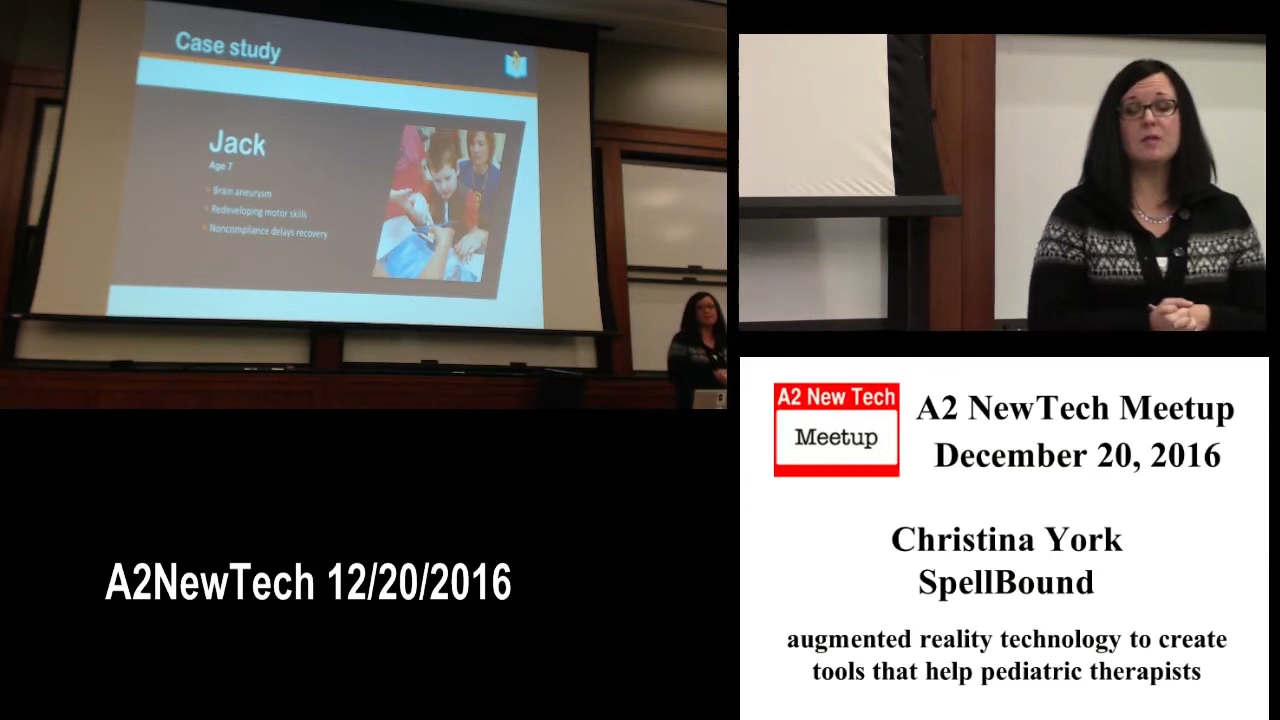 Case study
Jack
Age 7
Brain aneurysm
Redeveloping motor skills
Noncompliance delays recovery
A2 New Tech
Meetup
A2 NewTech Meetup
December 20, 2016
Christina York
SpellBound
augmented reality technology to create
tools that help pediatric therapists
A2NewTech 12/20/2016